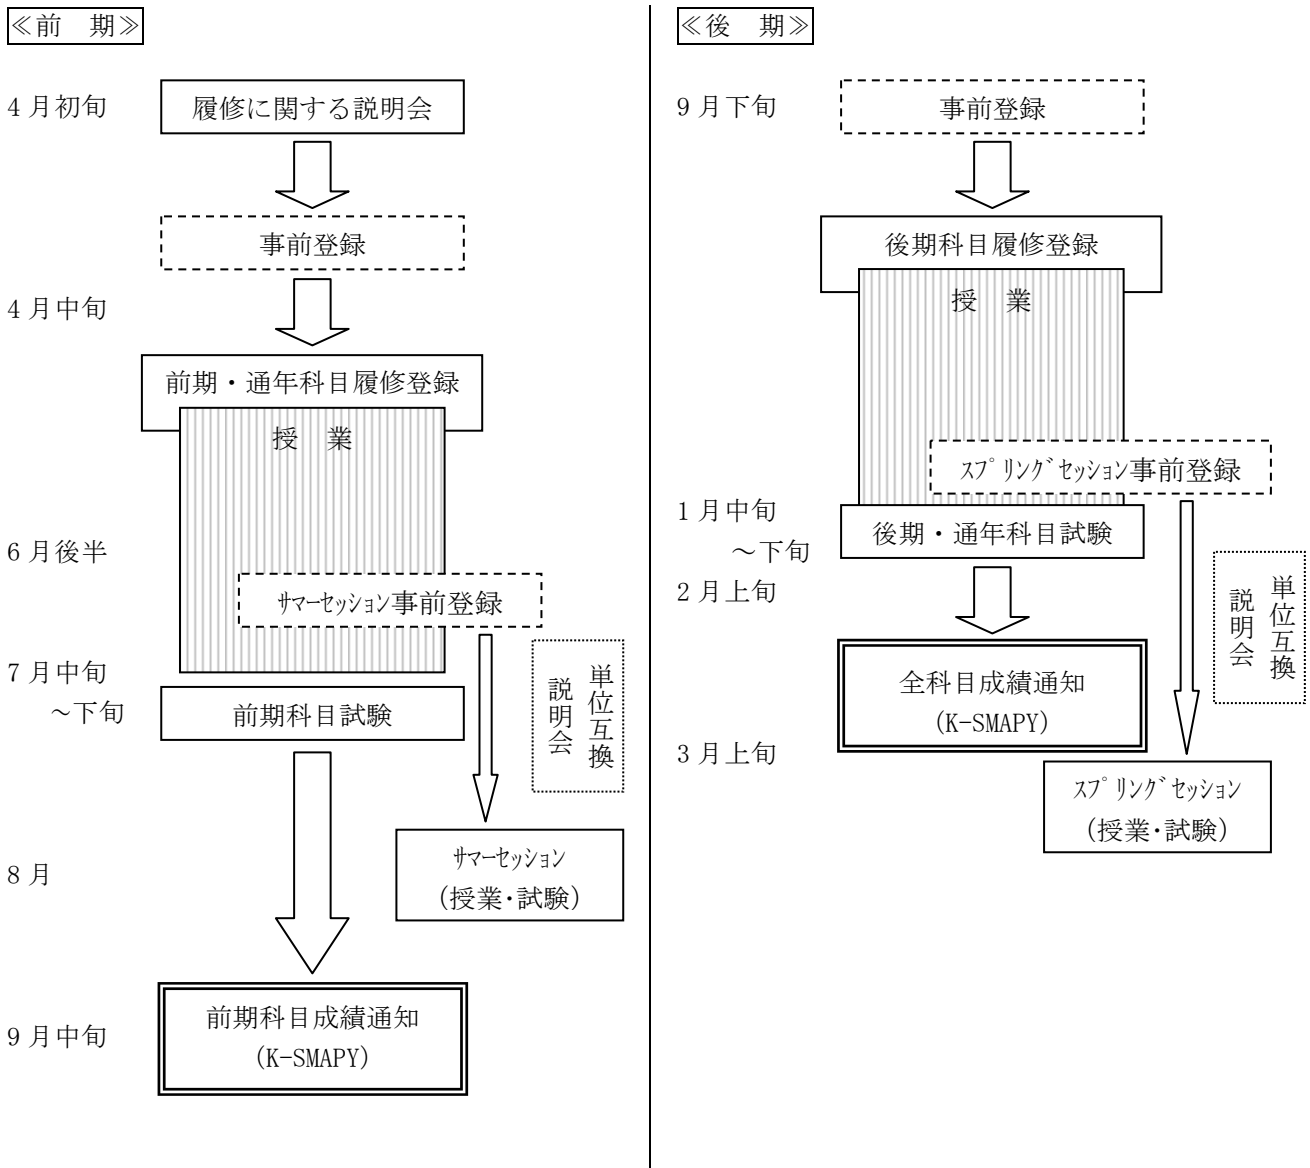 ≪前　期≫
4月初旬
履修に関する説明会
事前登録
4月中旬
前期・通年科目履修登録
授　業
6月後半
ｻﾏｰｾｯｼｮﾝ事前登録
7月中旬
～下旬
前期科目試験
単位互換
説明会
8月
ｻﾏｰｾｯｼｮﾝ
(授業･試験)
9月中旬
前期科目成績通知
(K-SMAPY)
≪後　期≫
9月下旬
事前登録
後期科目履修登録
授　業
ｽﾌﾟﾘﾝｸﾞｾｯｼｮﾝ事前登録
1月中旬
～下旬
後期・通年科目試験
2月上旬
単位互換
説明会
全科目成績通知
(K-SMAPY)
3月上旬
ｽﾌﾟﾘﾝｸﾞｾｯｼｮﾝ
(授業･試験)